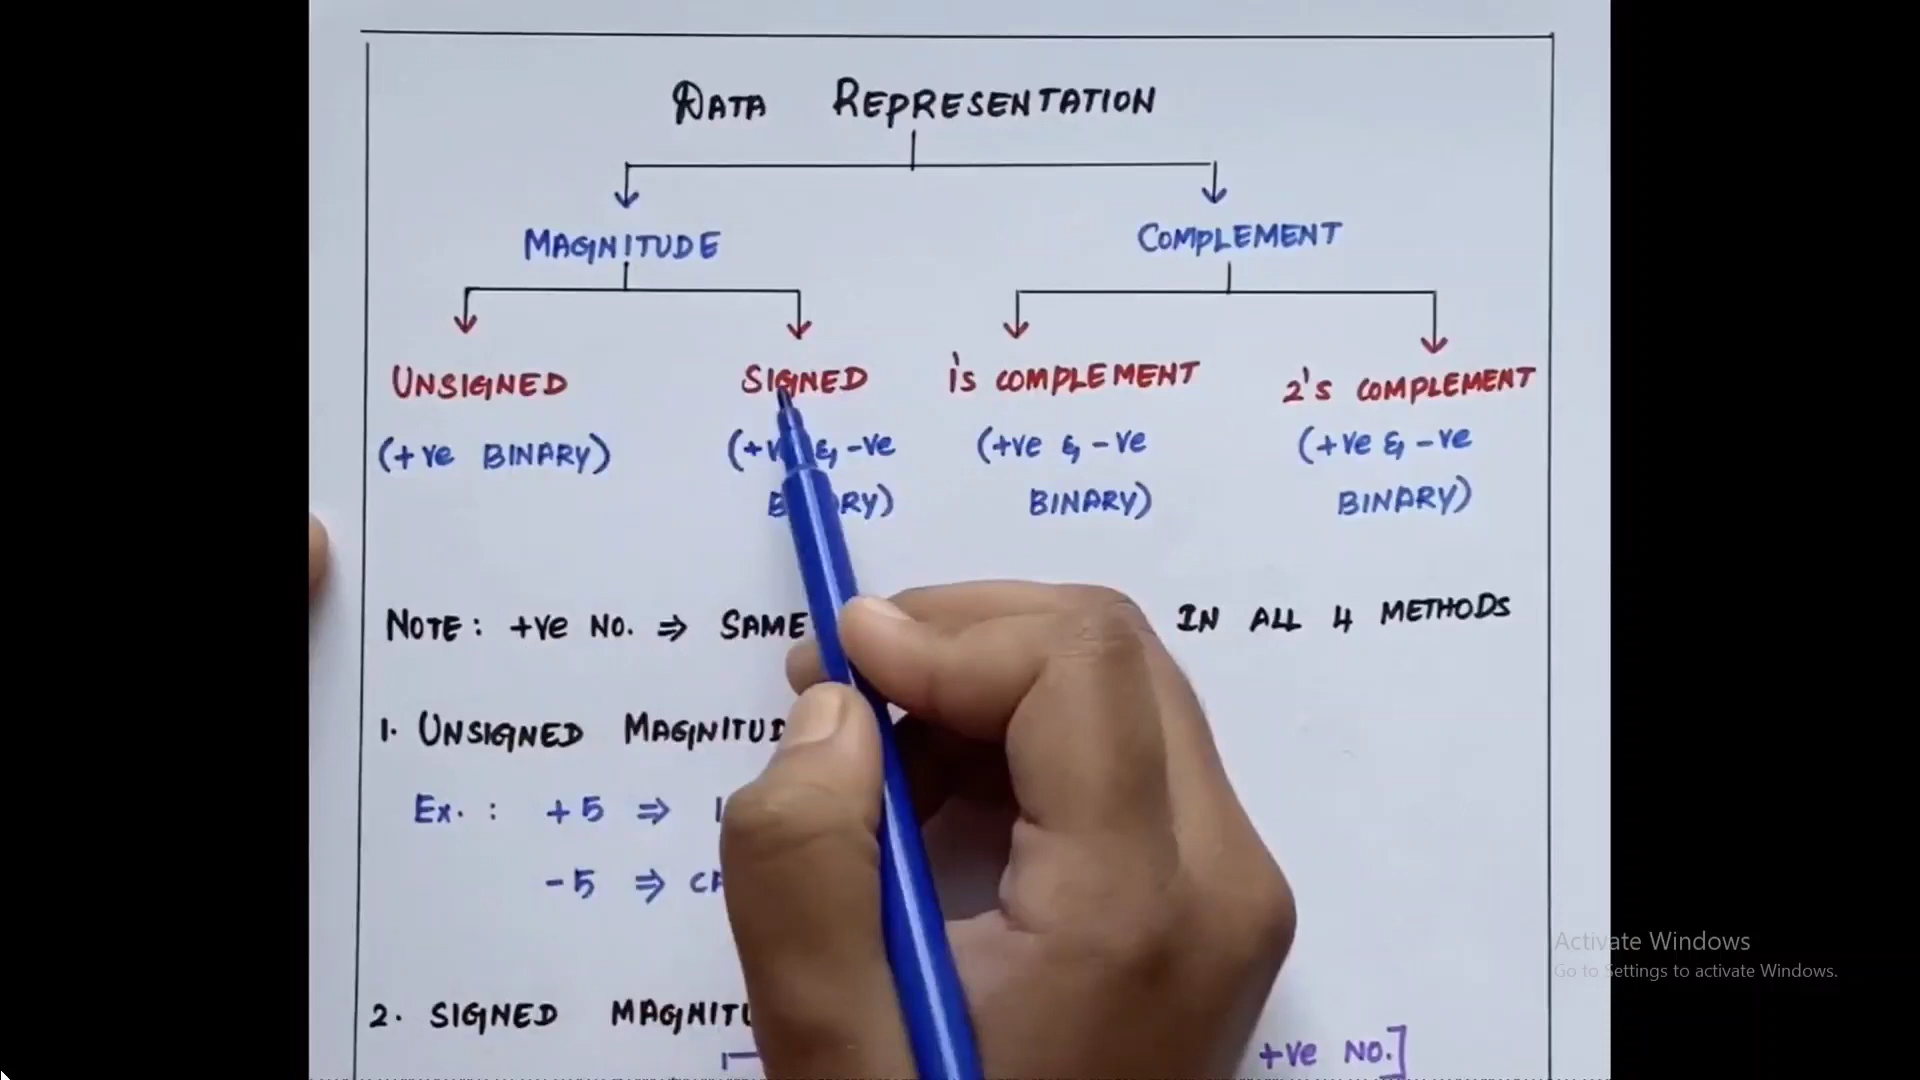 DATA REPRESENTATION
MAGNITUDE COMPLEMENT
UNSIGNED SIGNED 1's COMPLEMENT 2's COMPLEMENT
(+ve BINARY) & -ve (+ve & -ve (+ve & -ve
BINARY) BINARY)
NOTE: +ve NO. ⇒ SAME IN ALL 4 METHODS
1. UNSIGNED
Ex. : +5 ⇒
-5 ⇒
2. SIGNED
+ve NO.]
Activate Windows
Go to Settings to activate Windows.